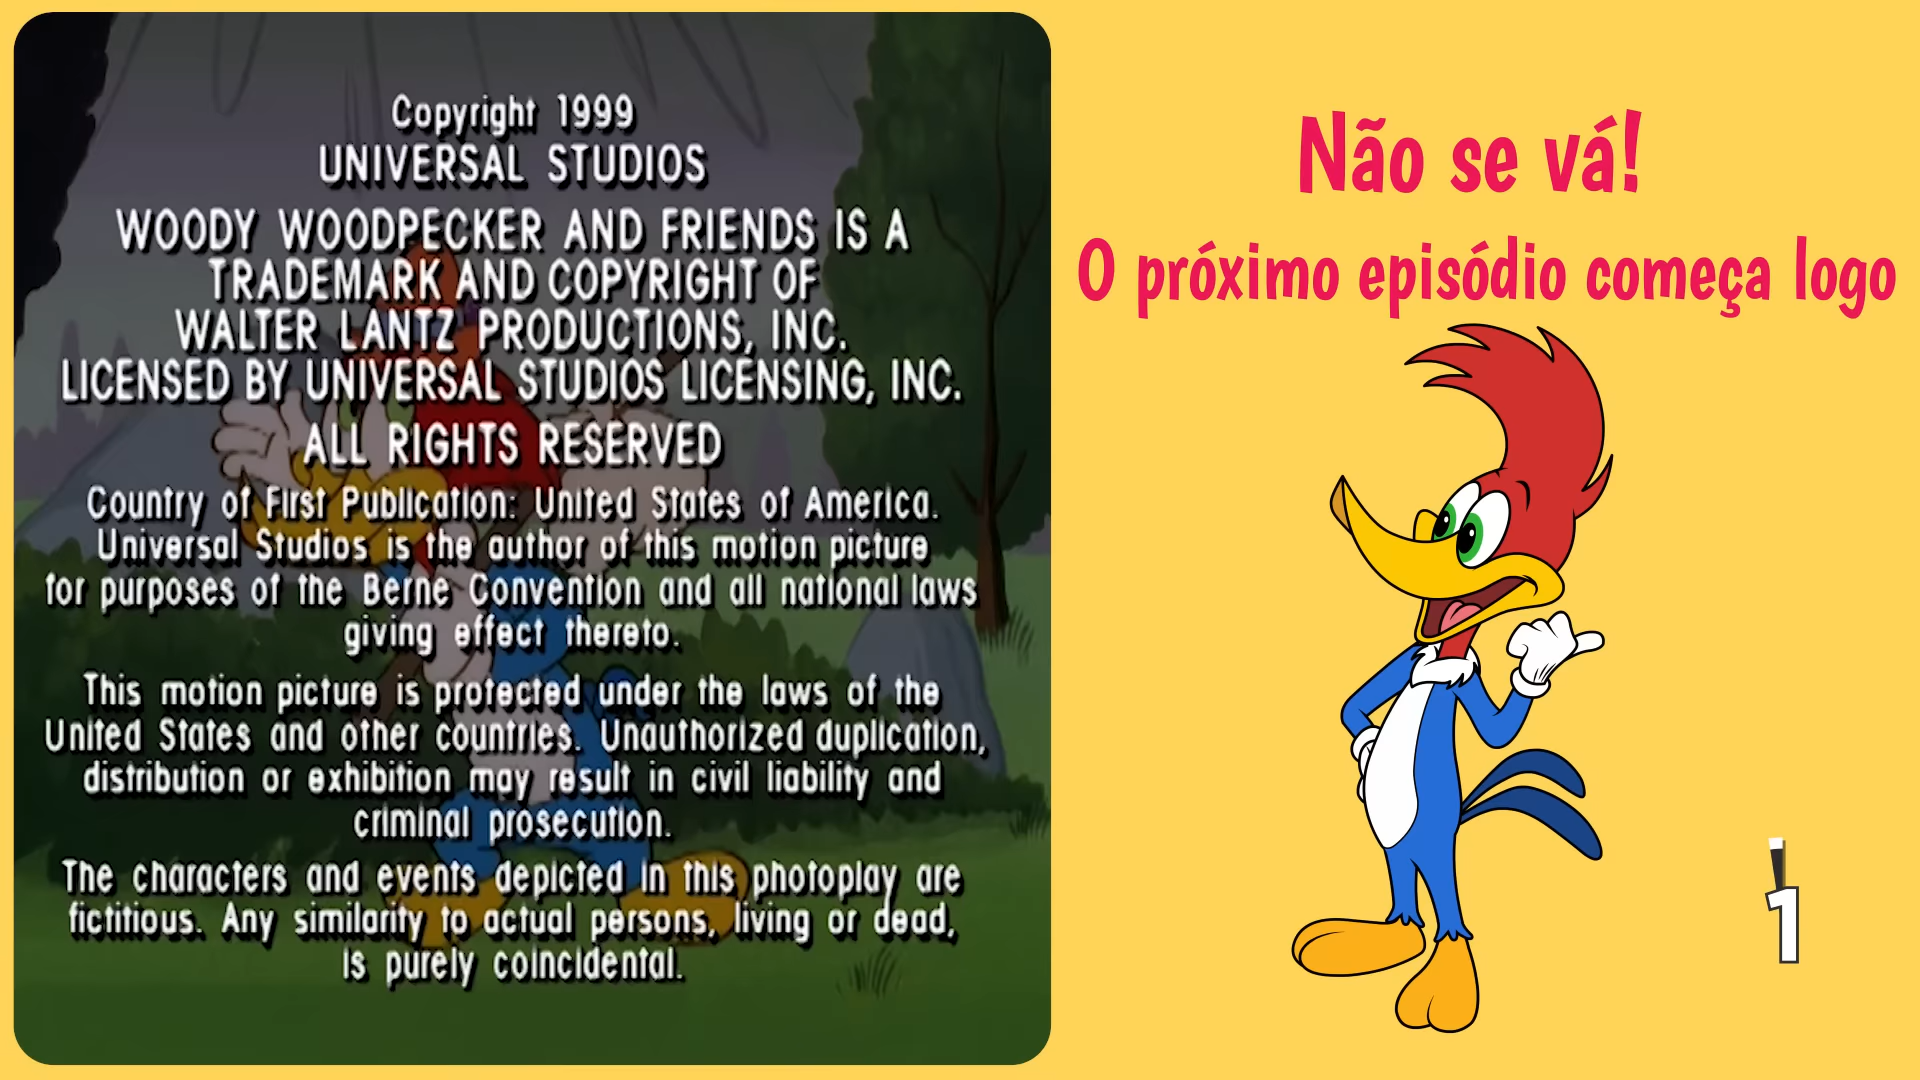 Copyright 1999
UNIVERSAL STUDIOS
WOODY WOODPECKER AND FRIENDS IS A
TRADEMARK AND COPYRIGHT OF
WALTER LANTZ PRODUCTIONS, INC.
LICENSED BY UNIVERSAL STUDIOS LICENSING, INC.
ALL RIGHTS RESERVED
Country of First Publication: United States of America.
Universal Studios is the author of this motion picture
for purposes of the Berne Convention and all national laws
giving effect thereto.
This motion picture is protected under the laws of the
United States and other countries. Unauthorized duplication,
distribution or exhibition may result in civil liability and
criminal prosecution.
The characters and events depicted in this photoplay are
fictitious. Any similarity to actual persons, living or dead,
is purely coincidental.
Não se vá!
O próximo episódio começa logo
1